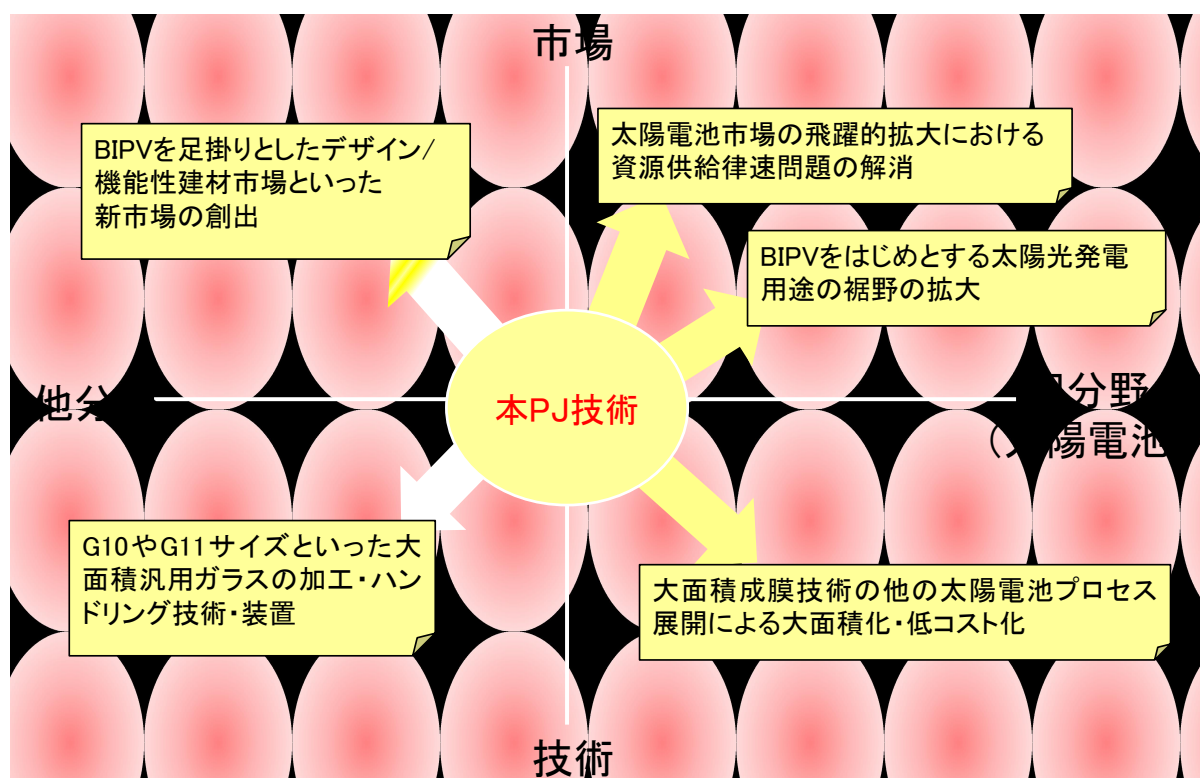 市場
BIPVを足掛りとしたデザイン/
機能性建材市場といった
新市場の創出
太陽電池市場の飛躍的拡大における
資源供給律速問題の解消
BIPVをはじめとする太陽光発電
用途の裾野の拡大
他分
分野
本PJ技術
陽電池
G10やG11サイズといった大
面積汎用ガラスの加工・ハン
ドリング技術・装置
大面積成膜技術の他の太陽電池プロセス
展開による大面積化・低コスト化
技術